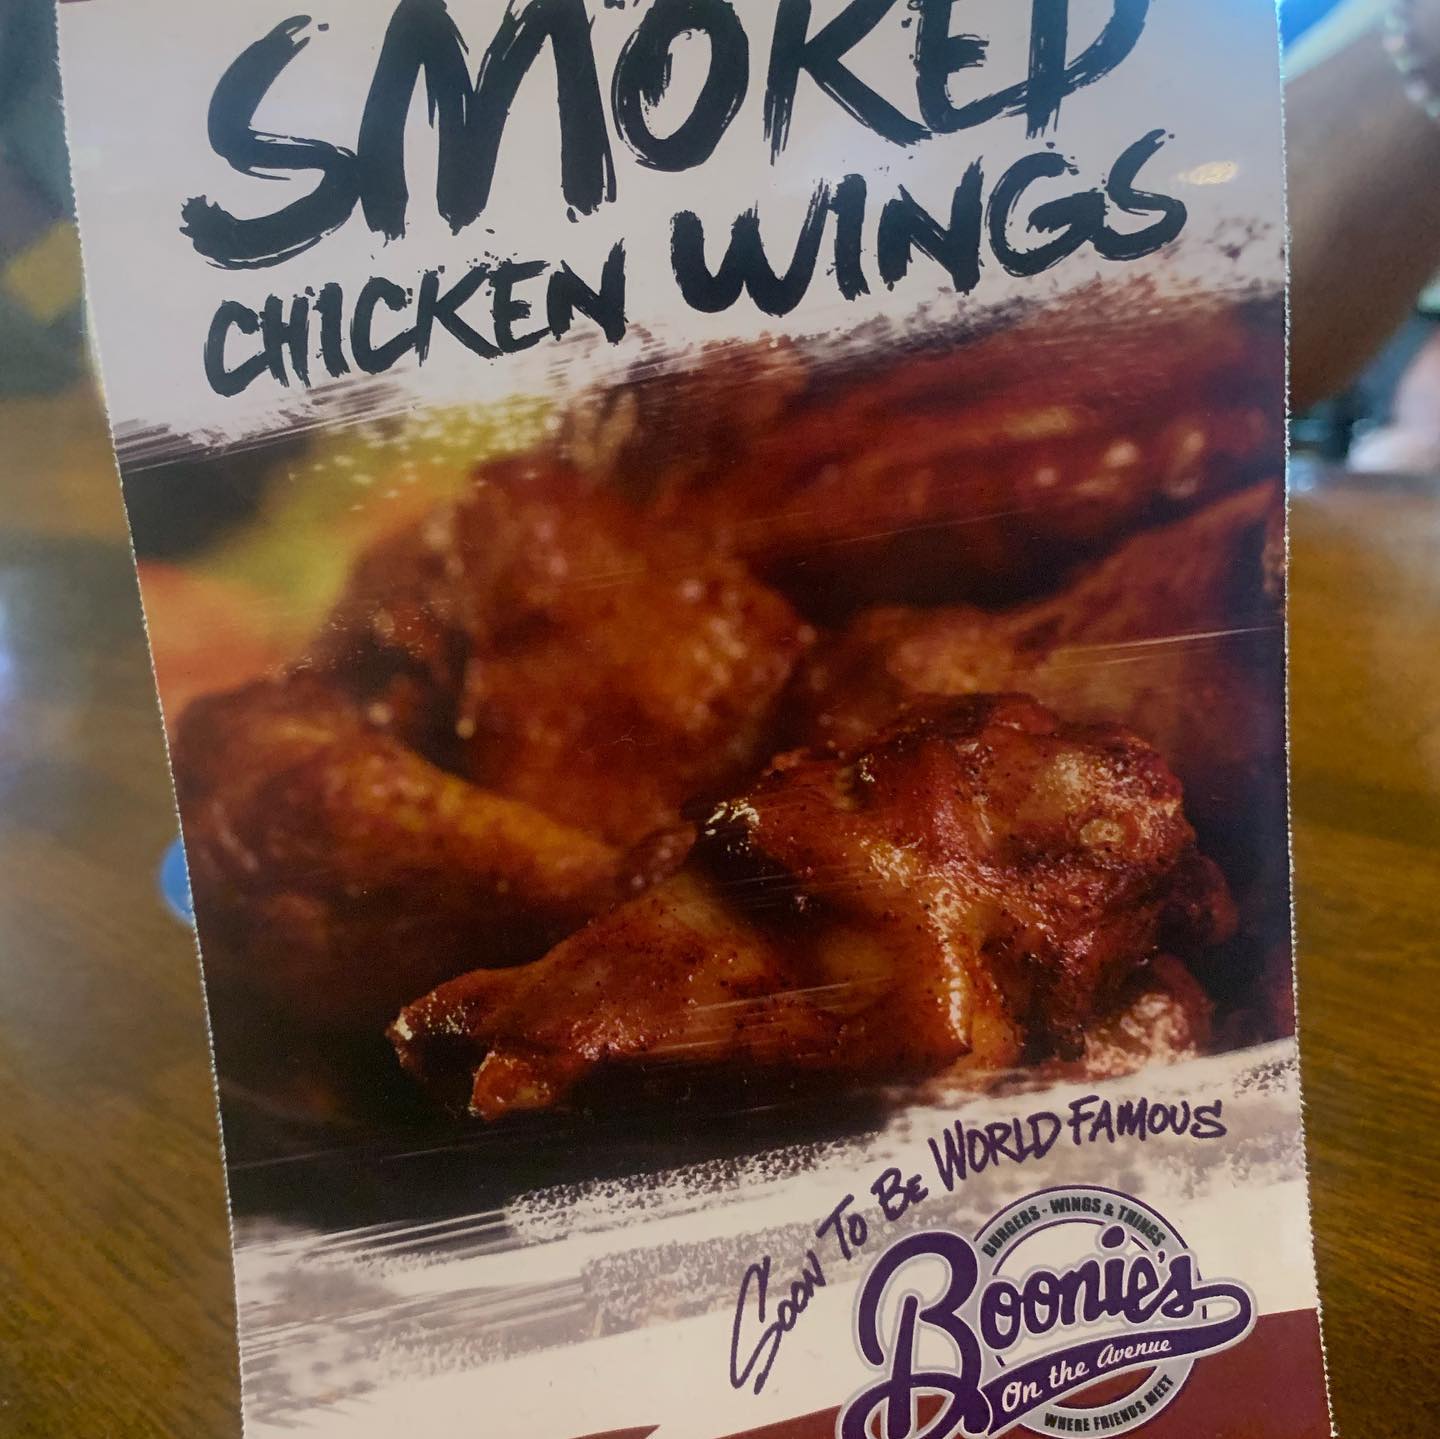 SMOKED
CHICKEN WINGS
SOON TO BE WORLD FAMOUS
BURGERS - WINGS & THINGS
Boonie's
On the Avenue
WHERE FRIENDS MEET